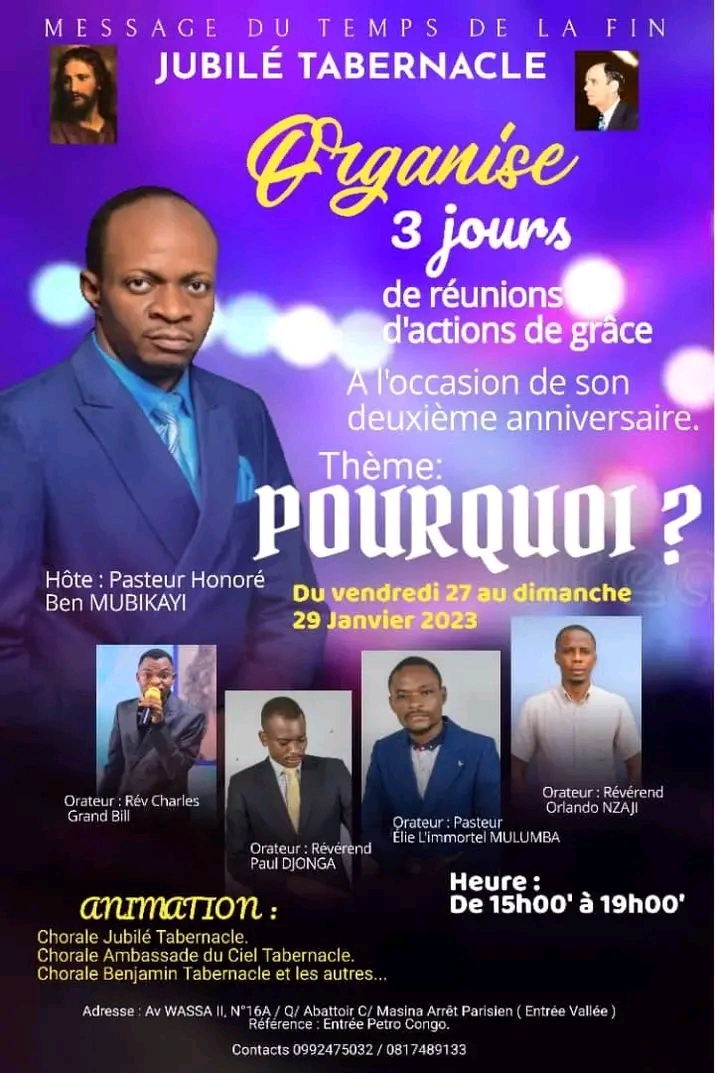 MESSAGE DU TEMPS DE LA FIN
JUBILÉ TABERNACLE
Organise
3 jours
de réunions
d'actions de grâce
A l'occasion de son
deuxième anniversaire.
Thème:
POURQUOI ?
Hôte : Pasteur Honoré
Ben MUBIKAYI
Du vendredi 27 au dimanche
29 Janvier 2023
Orateur : Rév Charles
Grand Bill
Orateur : Révérend
Paul DJONGA
Orateur : Pasteur
Élie L'immortel MULUMBA
Orateur : Révérend
Orlando NZAJI
Heure :
De 15h00' à 19h00'
ANIMATION :
Chorale Jubilé Tabernacle.
Chorale Ambassade du Ciel Tabernacle.
Chorale Benjamin Tabernacle et les autres...
Adresse : Av WASSA II, N°16A / Q/ Abattoir C/ Masina Arrêt Parisien ( Entrée Vallée )
Référence : Entrée Petro Congo.
Contacts 0992475032 / 0817489133